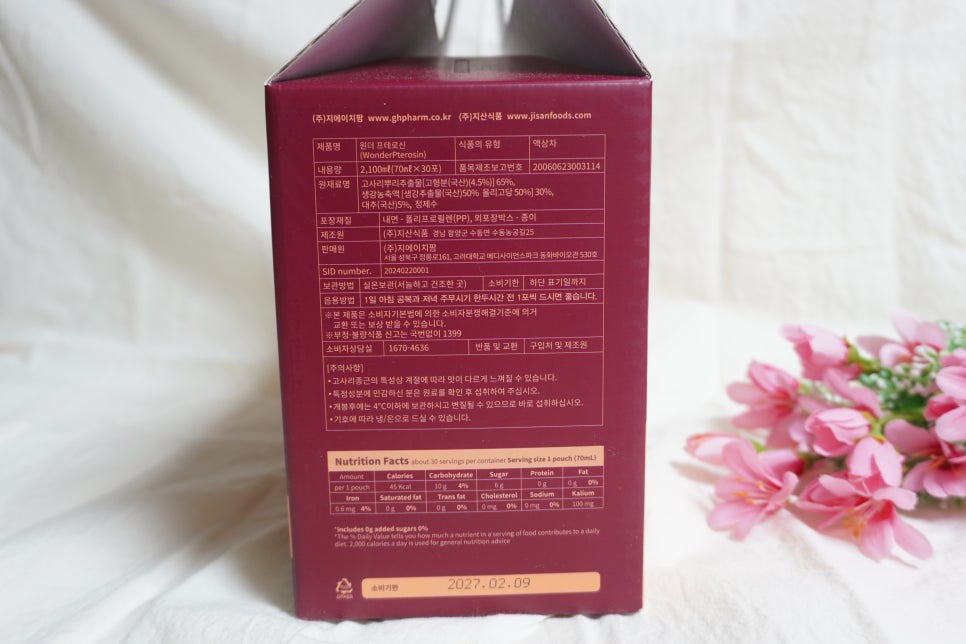 (주)지에이치팜 www.ghpharm.co.kr (주)지산식품 www.jisanfoods.com
제품명 원더 프테로신 (WonderPterosin) 식품의 유형 액상차
내용량 2,100㎖(70㎖×30포) 품목제조보고번호 20060623003114
원재료명 고사리뿌리추출물[고형분(국산)(4.5%)] 65%,
생강농축액 [생강추출물(국산)50% 올리고당 50%] 30%,
대추(국산)5%, 정제수
포장재질 내면 - 폴리프로필렌(PP), 외포장박스 - 종이
제조원 (주)지산식품 경남 함양군 수동면 수동농공길25
판매원 (주)지에이치팜
서울 성북구 정릉로161, 고려대학교 메디사이언스파크 동화바이오관 530호
SID number. 20240220001
보관방법 실온보관(서늘하고 건조한 곳) 소비기한 하단 표기일까지
음용방법 1일 아침 공복과 저녁 주무시기 한두시간 전 1포씩 드시면 좋습니다.
※본 제품은 소비자기본법에 의한 소비자분쟁해결기준에 의거
교환 또는 보상 받을 수 있습니다.
※부정·불량식품 신고는 국번없이 1399
소비자상담실 1670-4636 반품 및 교환 구입처 및 제조원
[주의사항]
•고사리종근의 특성상 계절에 따라 맛이 다르게 느껴질 수 있습니다.
•특정성분에 민감하신 분은 원료를 확인 후 섭취하여 주십시오.
•개봉후에는 4℃이하에 보관하시고 변질될 수 있으므로 바로 섭취하십시오.
•기호에 따라 냉/온으로 드실 수 있습니다.
Nutrition Facts about 30 servings per container Serving size 1 pouch (70mL)
Amount Calories Carbohydrate Sugar Protein Fat
per 1 pouch 45 Kcal 10 g 4% 6 g 0 g 0 g 0%
Iron Saturated fat Trans fat Cholesterol Sodium Kalium
0.6 mg 4% 0 g 0% 0 g 0% 0 mg 0% 0 mg 0% 100 mg
*Includes 0g added sugars 0%
*The % Daily Value tells you how much a nutrient in a serving of food contributes to a daily
diet. 2,000 calories a day is used for general nutrition advice
OTHER
소비기한 2027.02.09